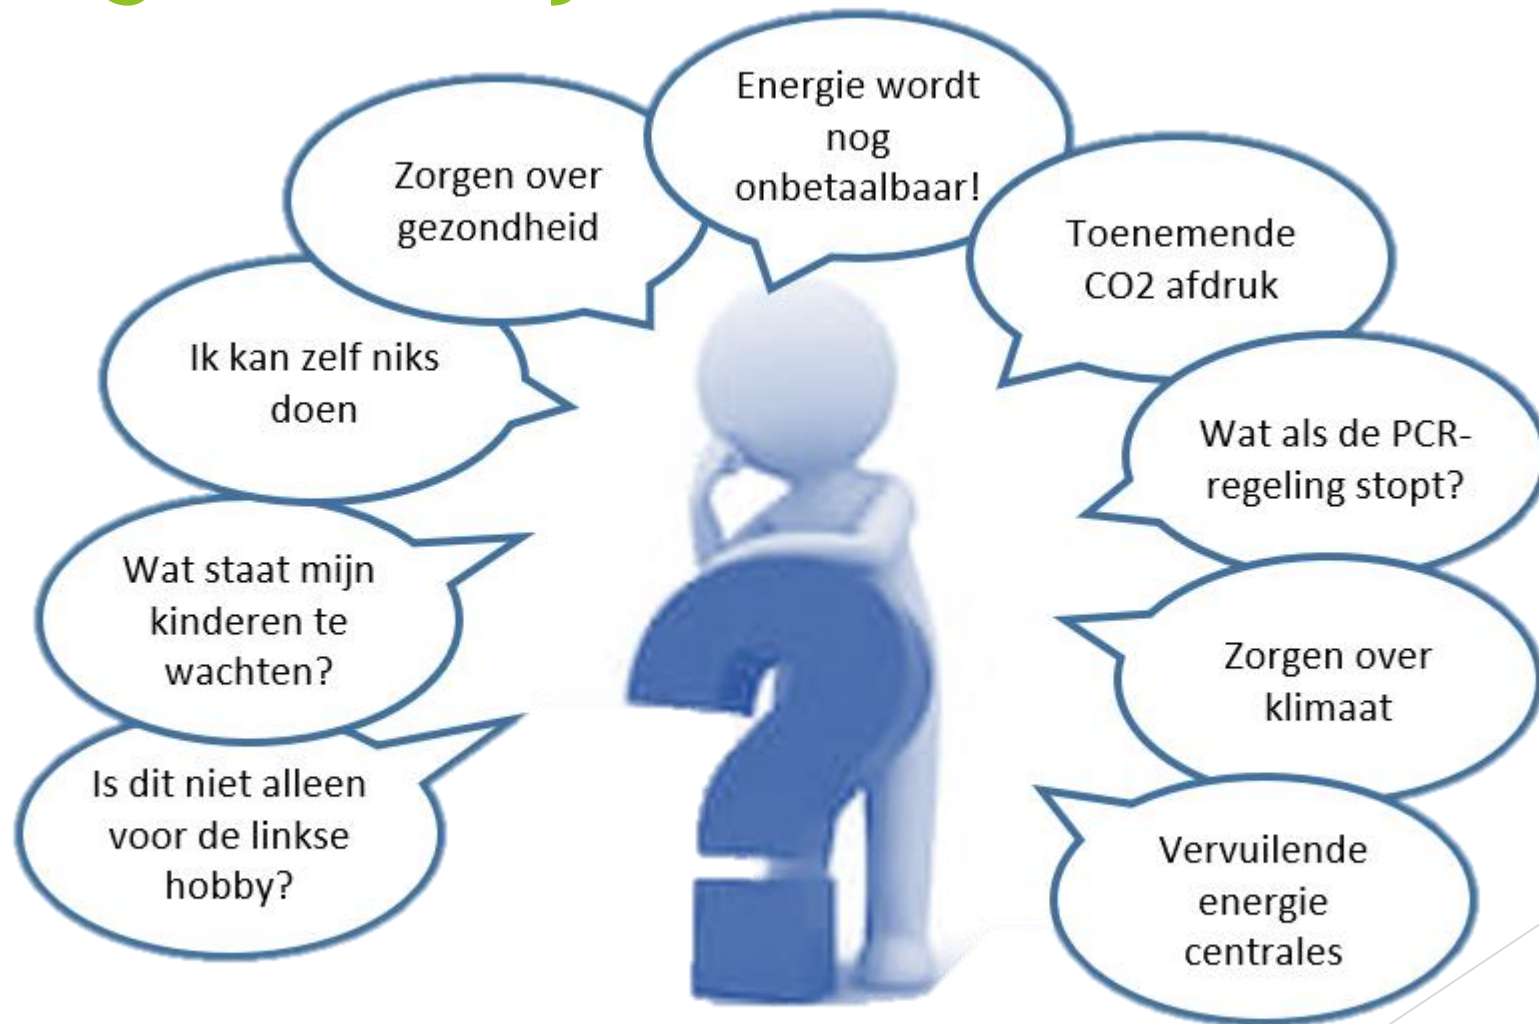 Energie wordt
nog
onbetaalbaar!
Zorgen over
gezondheid
Toenemende
CO2 afdruk
Ik kan zelf niks
doen
Wat als de PCR-
regeling stopt?
Wat staat mijn
kinderen te
wachten?
Zorgen over
klimaat
Is dit niet alleen
voor de linkse
hobby?
Vervuilende
energie
centrales